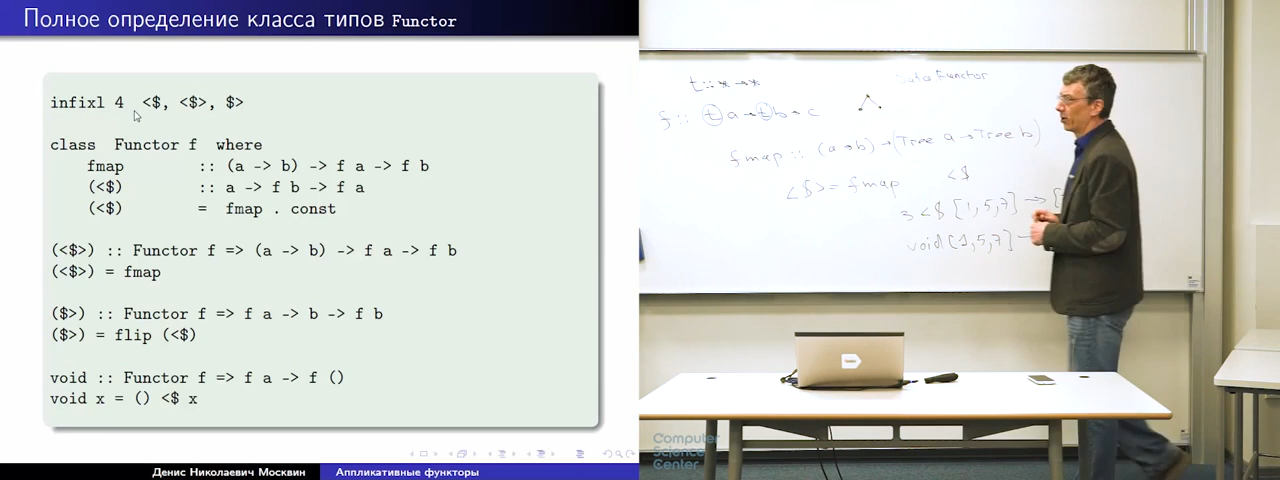 Полное определение класса типов Functor
infixl 4 <$, <$>, $>
class Functor f where
fmap :: (a -> b) -> f a -> f b
(<$) :: a -> f b -> f a
(<$) = fmap . const
(<$>) :: Functor f => (a -> b) -> f a -> f b
(<$>) = fmap
($>) :: Functor f => f a -> b -> f b
($>) = flip (<$)
void :: Functor f => f a -> f ()
void x = () <$ x
Денис Николаевич Москвин
Аппликативные функторы
t :: * → *
Data.Functor
f :: t a → t b → c
fmap :: (a → b) → (Tree a → Tree b)
<$> = fmap
<$
3 <$ [1,5,7] → [
void [1,5,7] →
Computer
Science
Center